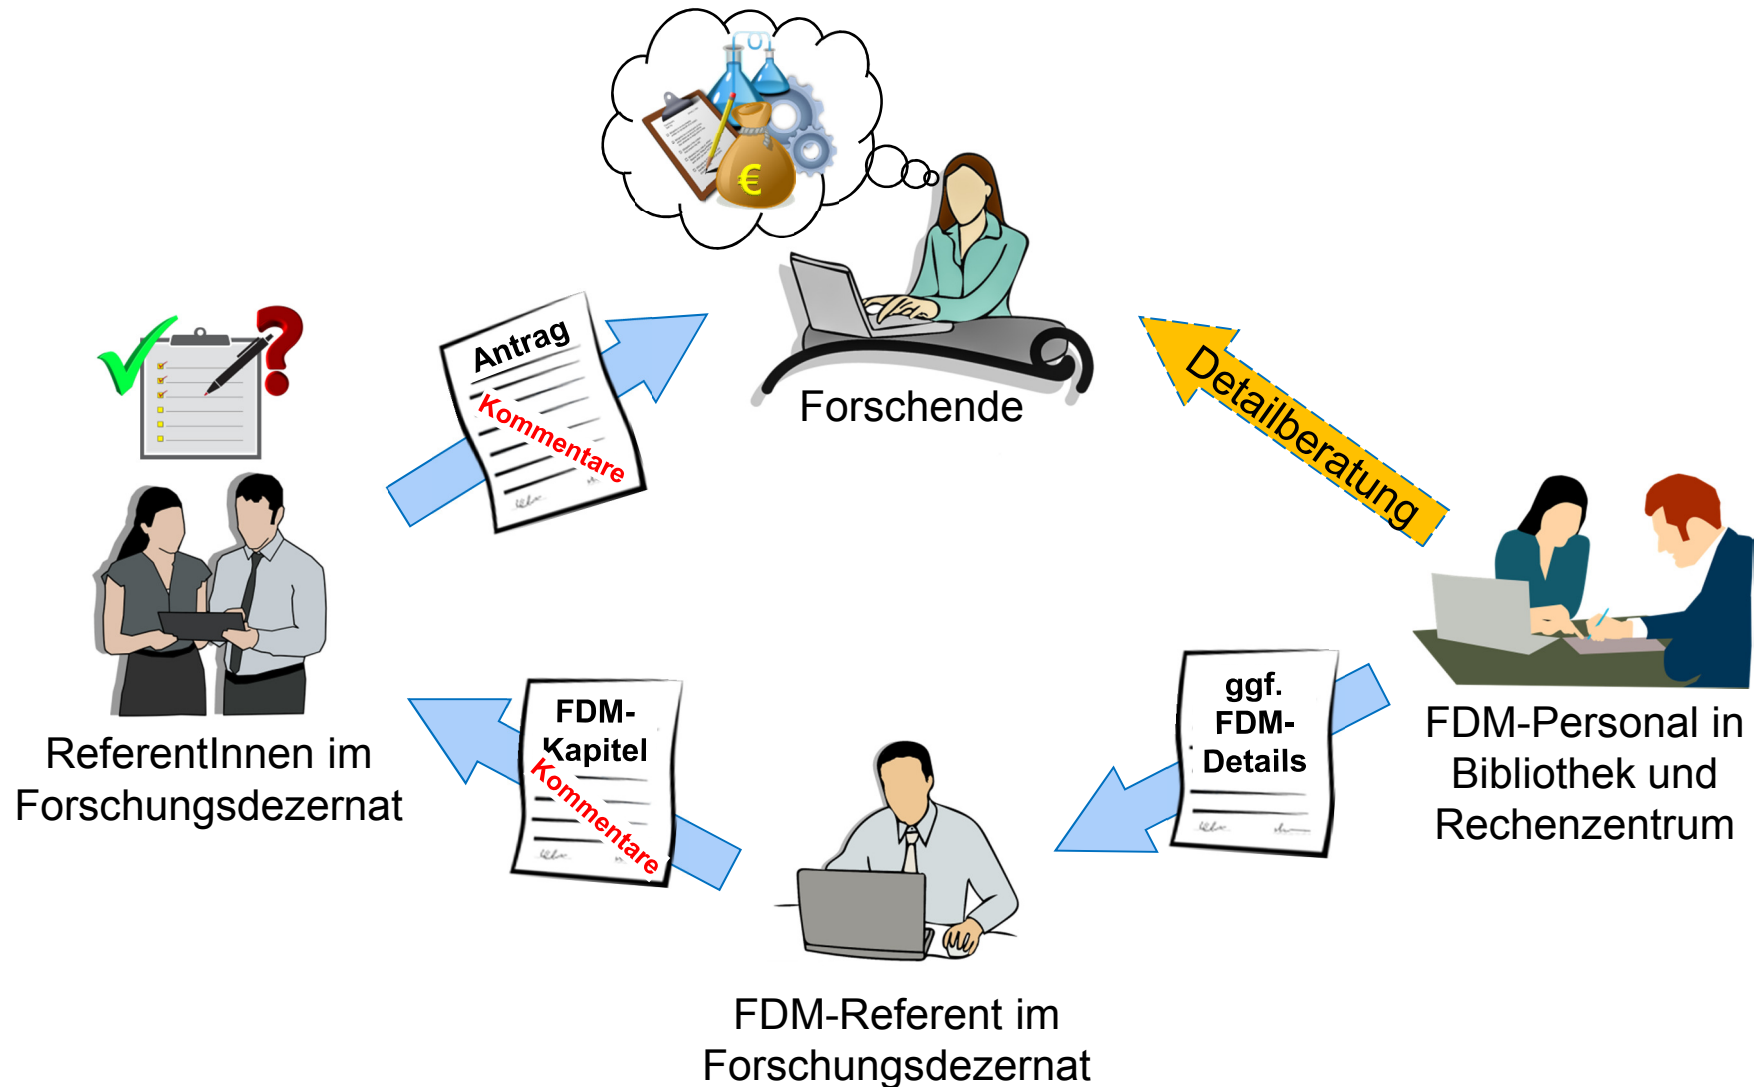 €
Antrag
Kommentare
Forschende
Detailberatung
ReferentInnen im
Forschungsdezernat
FDM-
Kapitel
Kommentare
ggf.
FDM-
Details
FDM-Personal in
Bibliothek und
Rechenzentrum
FDM-Referent im
Forschungsdezernat